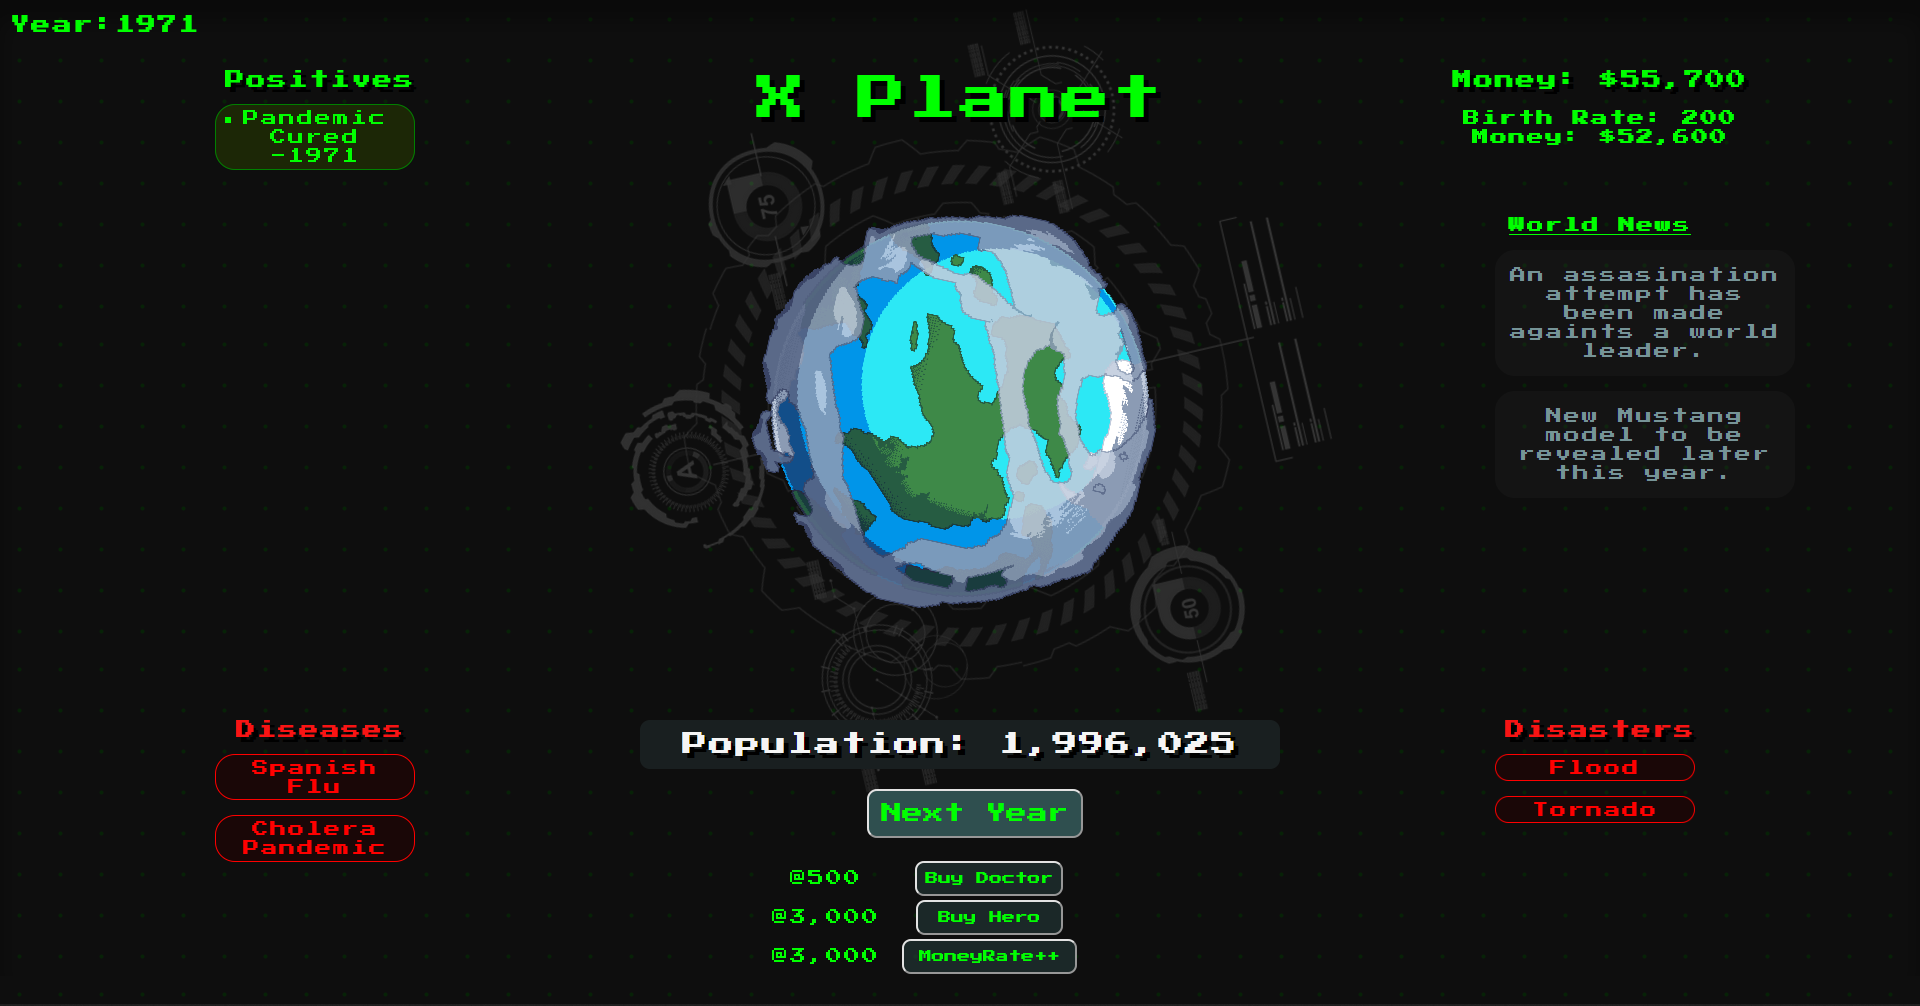 Year:1971
Positives
Pandemic
Cured
-1971
X Planet
Money: $55,700
Birth Rate: 200
Money: $52,600
World News
An assasination
attempt has
been made
againts a world
leader.
New Mustang
model to be
revealed later
this year.
75
A
50
Diseases
Spanish
Flu
Cholera
Pandemic
Population: 1,996,025
Next Year
@500 Buy Doctor
@3,000 Buy Hero
@3,000 MoneyRate++
Disasters
Flood
Tornado